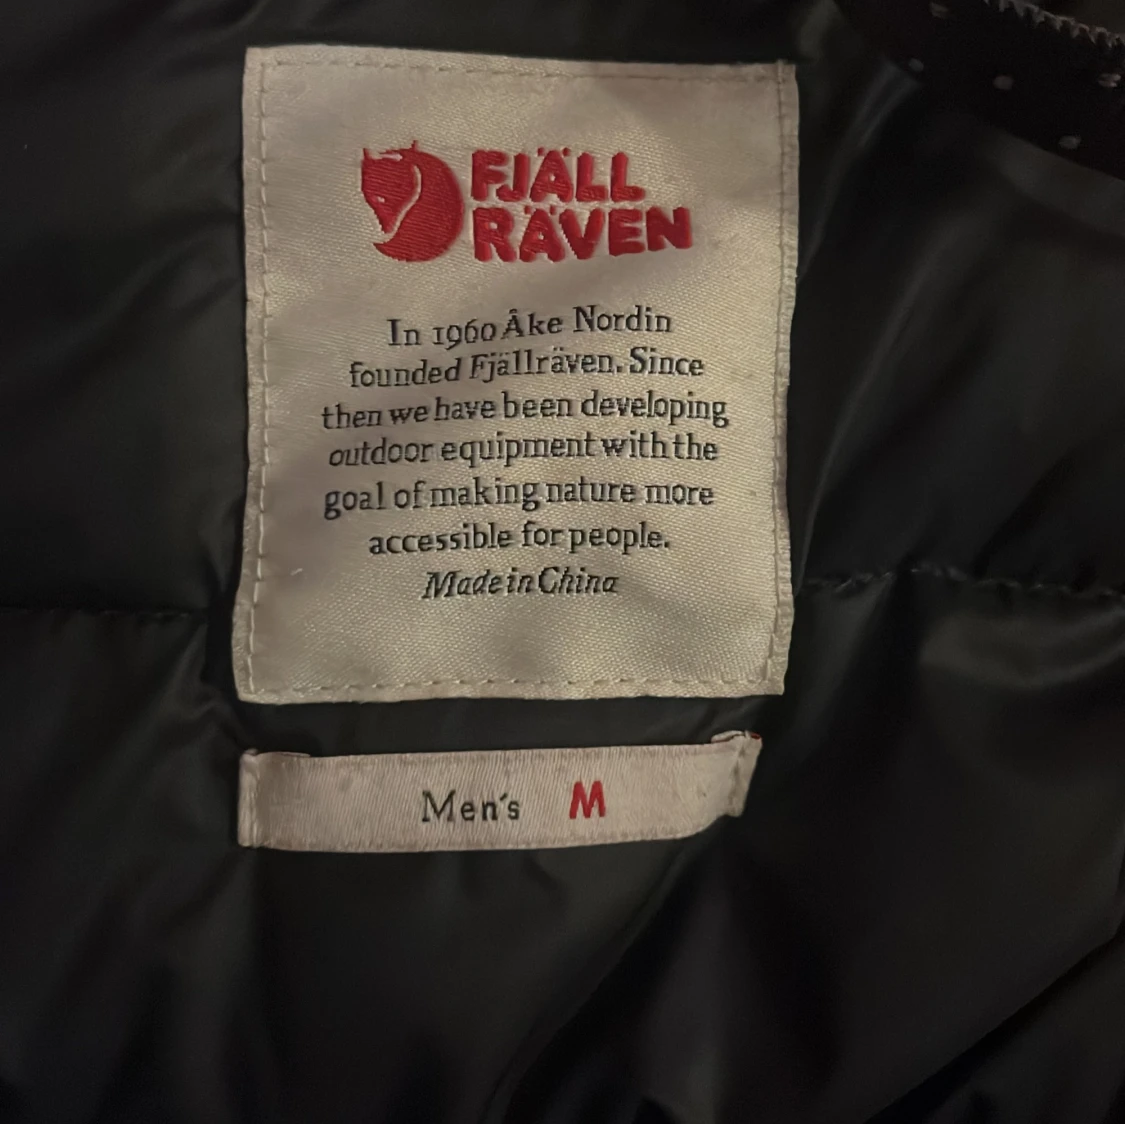 FJÄLL
RÄVEN
In 1960 Åke Nordin
founded Fjällräven. Since
then we have been developing
outdoor equipment with the
goal of making nature more
accessible for people.
Made in China
Men's M